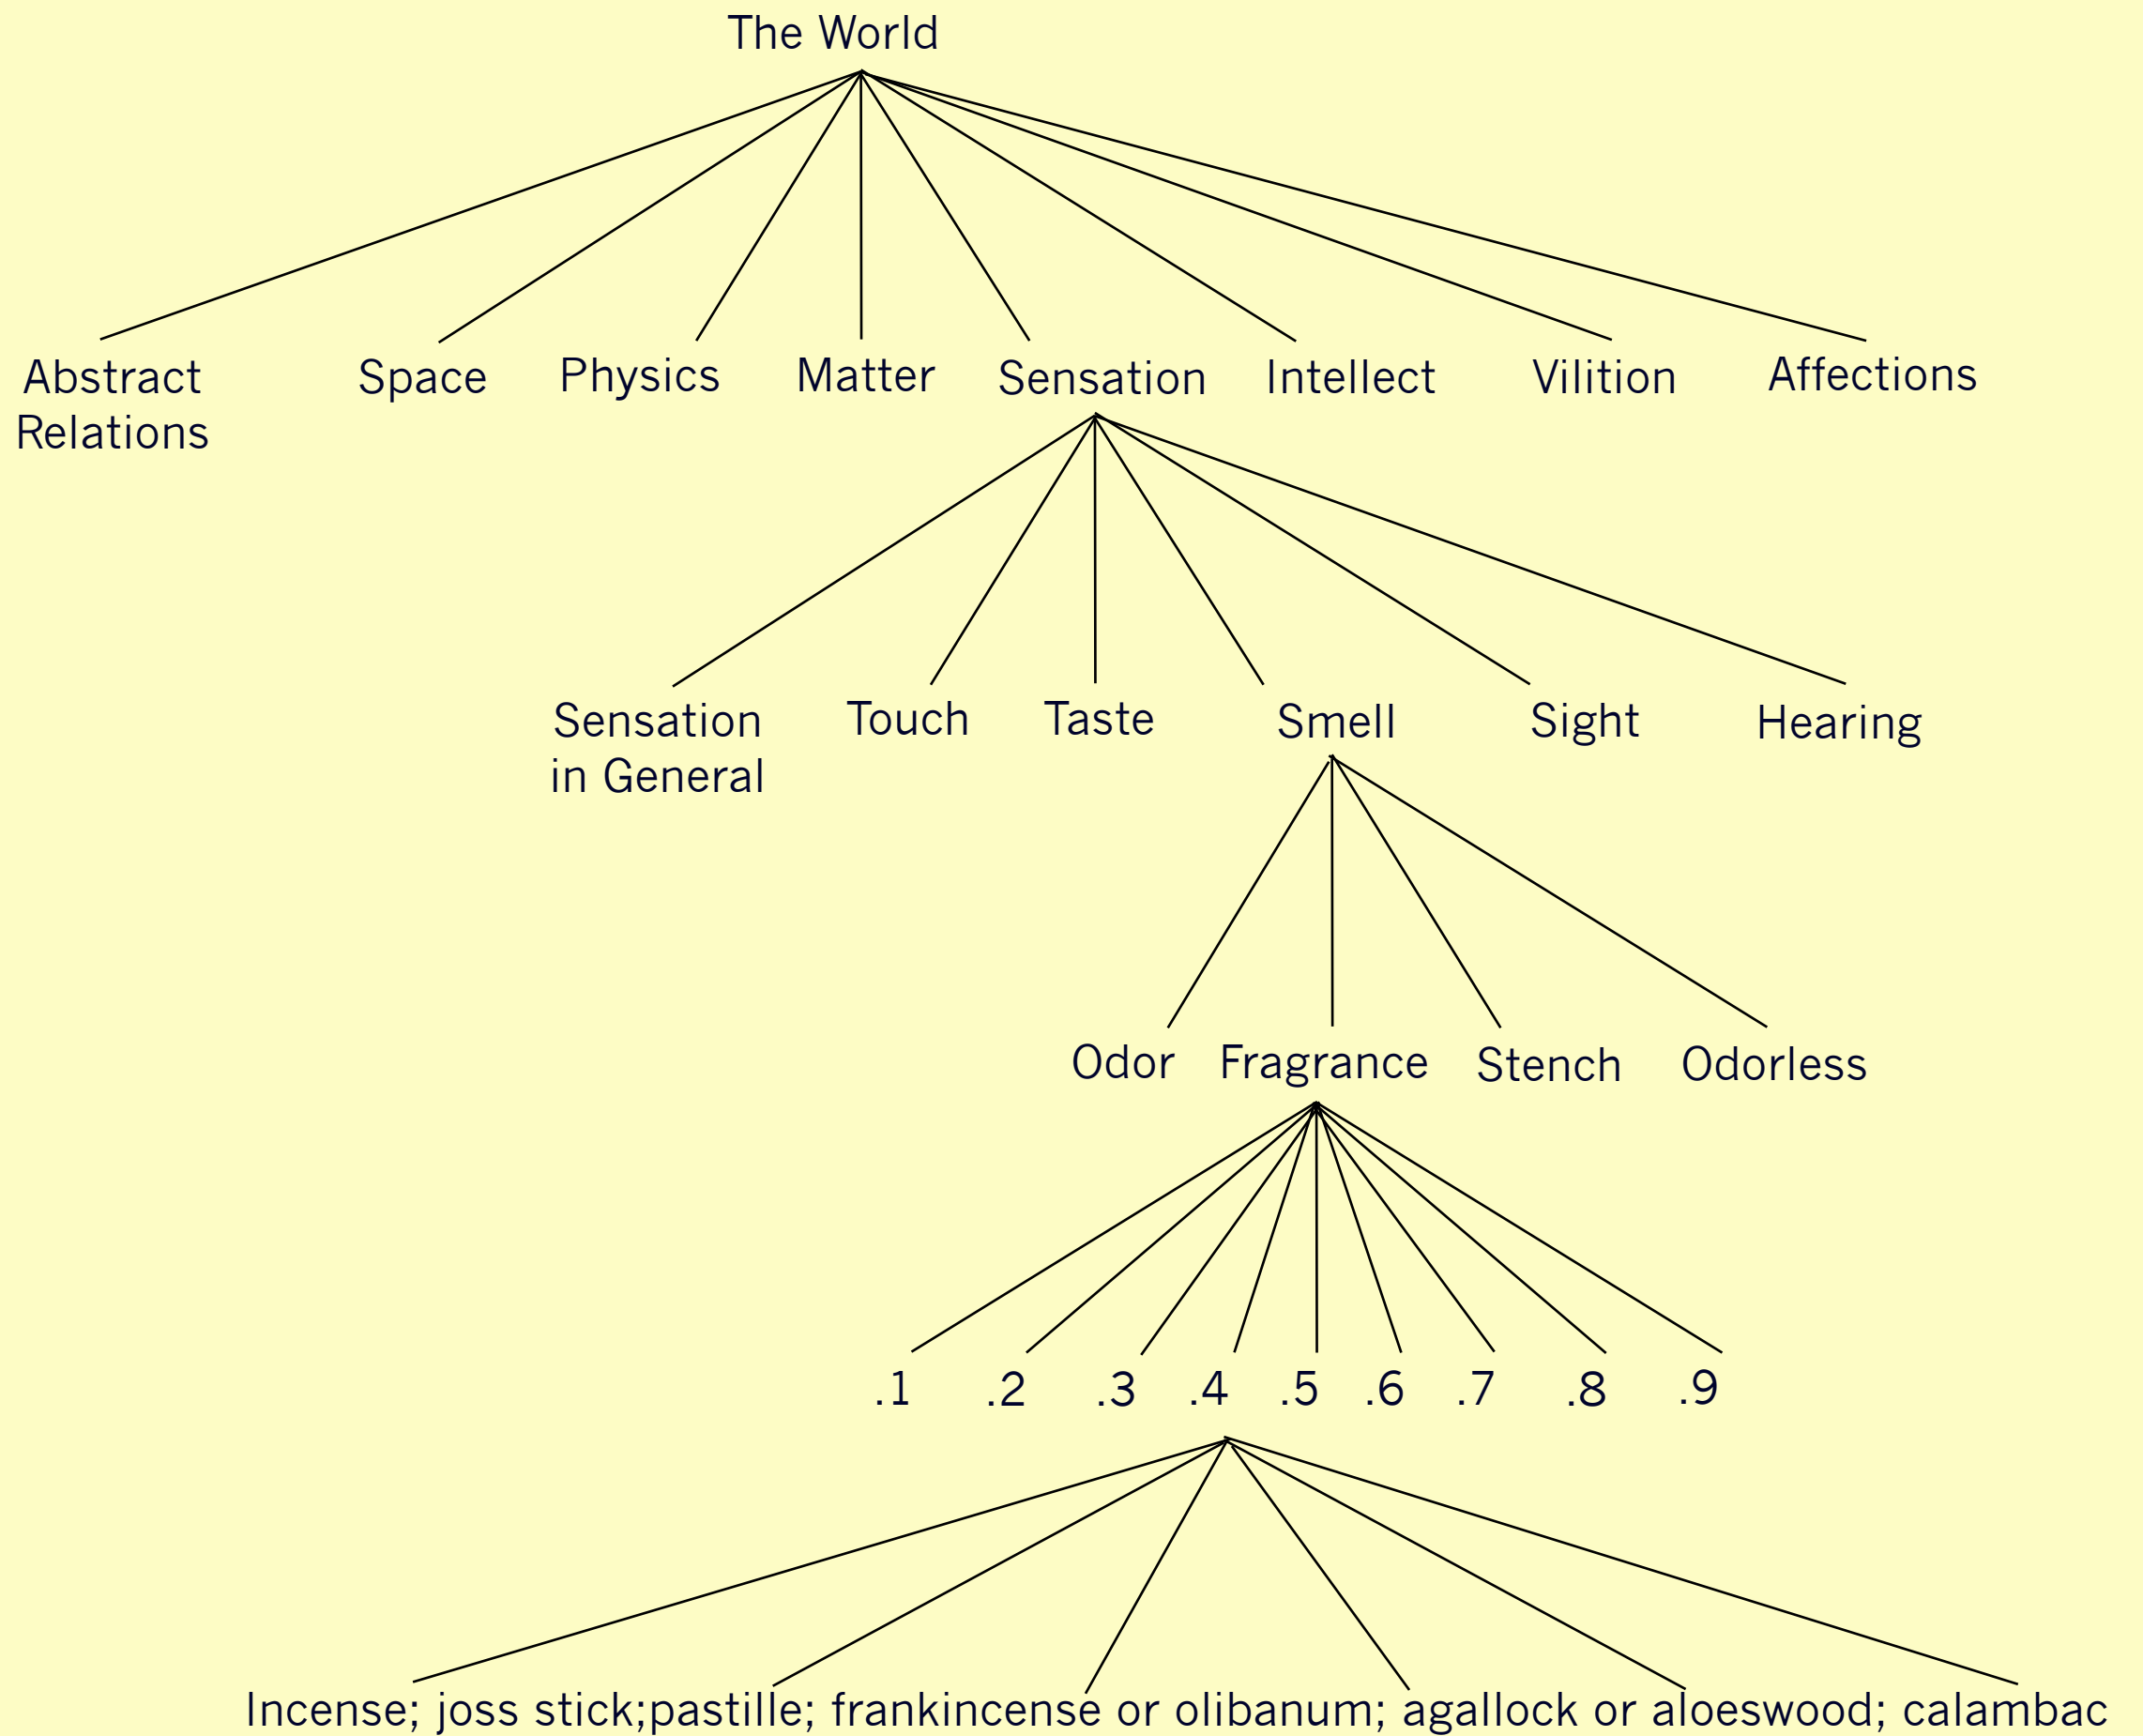 The World
Abstract
Relations
Space
Physics
Matter
Sensation
Intellect
Vilition
Affections
Sensation
in General
Touch
Taste
Smell
Sight
Hearing
Odor
Fragrance
Stench
Odorless
.1
.2
.3
.4
.5
.6
.7
.8
.9
Incense; joss stick;pastille; frankincense or olibanum; agallock or aloeswood; calambac